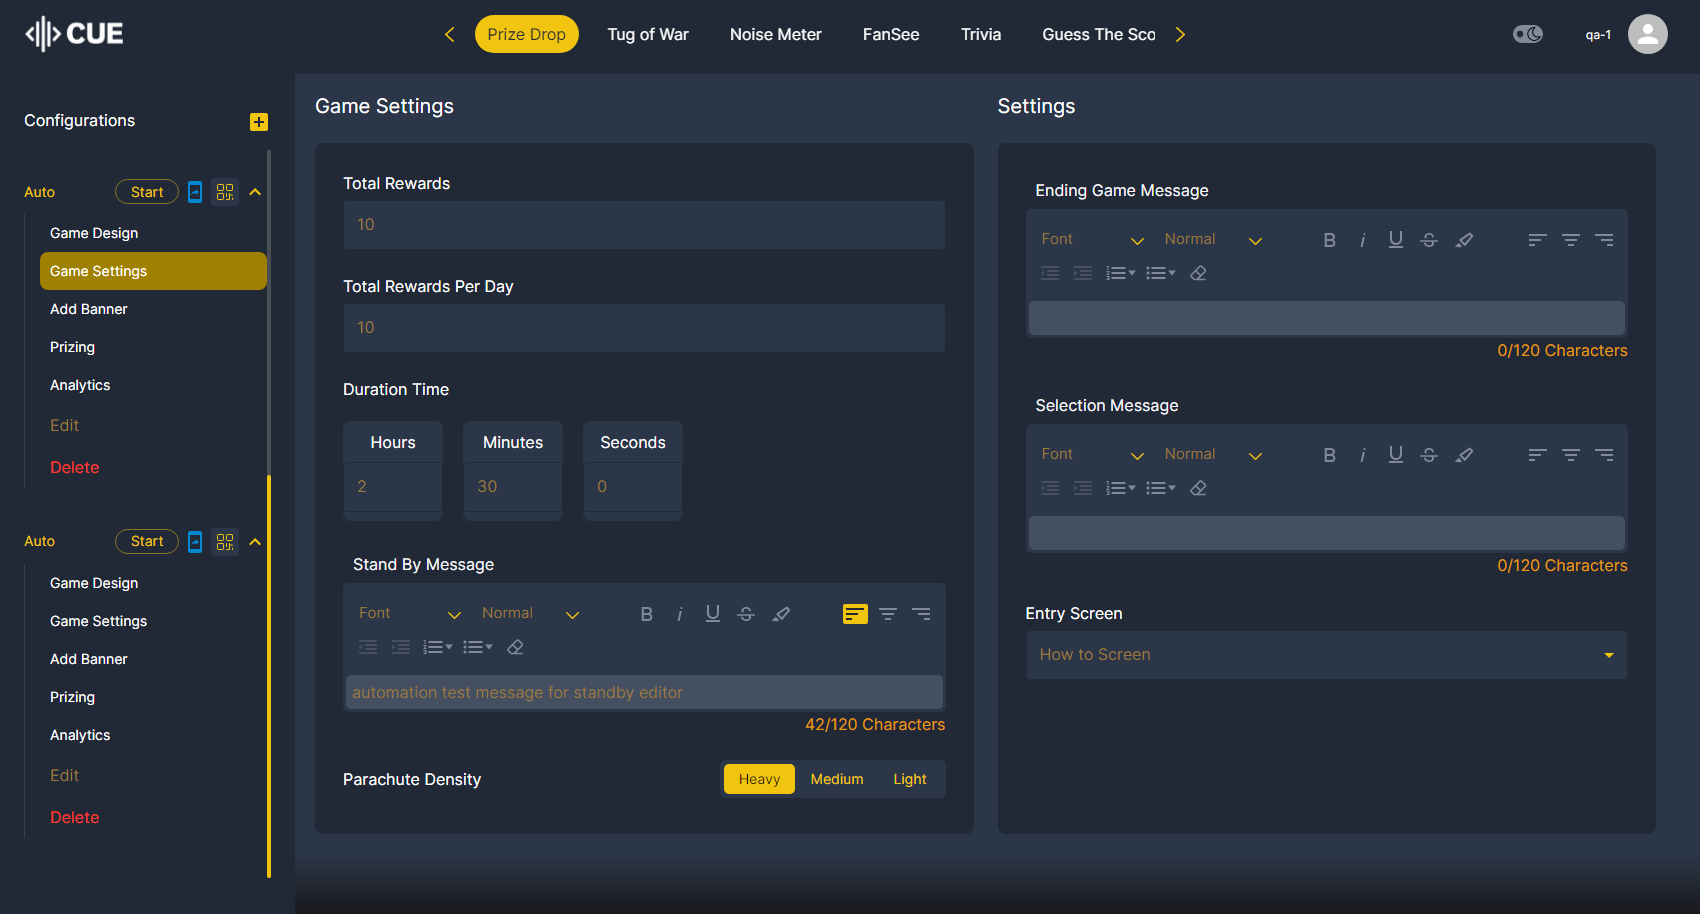 CUE
Prize Drop
Tug of War
Noise Meter
FanSee
Trivia
Guess The Sco
qa-1
Configurations
Auto
Start
Game Design
Game Settings
Add Banner
Prizing
Analytics
Edit
Delete
Auto
Start
Game Design
Game Settings
Add Banner
Prizing
Analytics
Edit
Delete
Game Settings
Total Rewards
10
Total Rewards Per Day
10
Duration Time
Hours
Minutes
Seconds
2
30
0
Stand By Message
Font
Normal
B
i
U
S
automation test message for standby editor
42/120 Characters
Parachute Density
Heavy
Medium
Light
Settings
Ending Game Message
Font
Normal
B
i
U
S
0/120 Characters
Selection Message
Font
Normal
B
i
U
S
0/120 Characters
Entry Screen
How to Screen